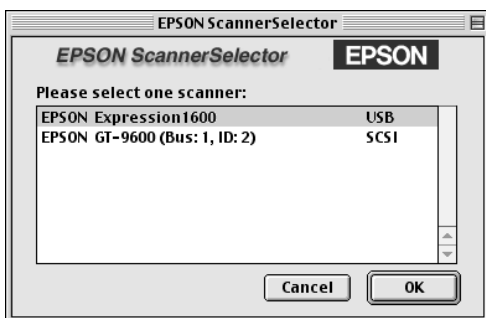 EPSON ScannerSelector
EPSON ScannerSelector EPSON
Please select one scanner:
EPSON Expression1600 USB
EPSON GT-9600 (Bus: 1, ID: 2) SCSI
Cancel OK